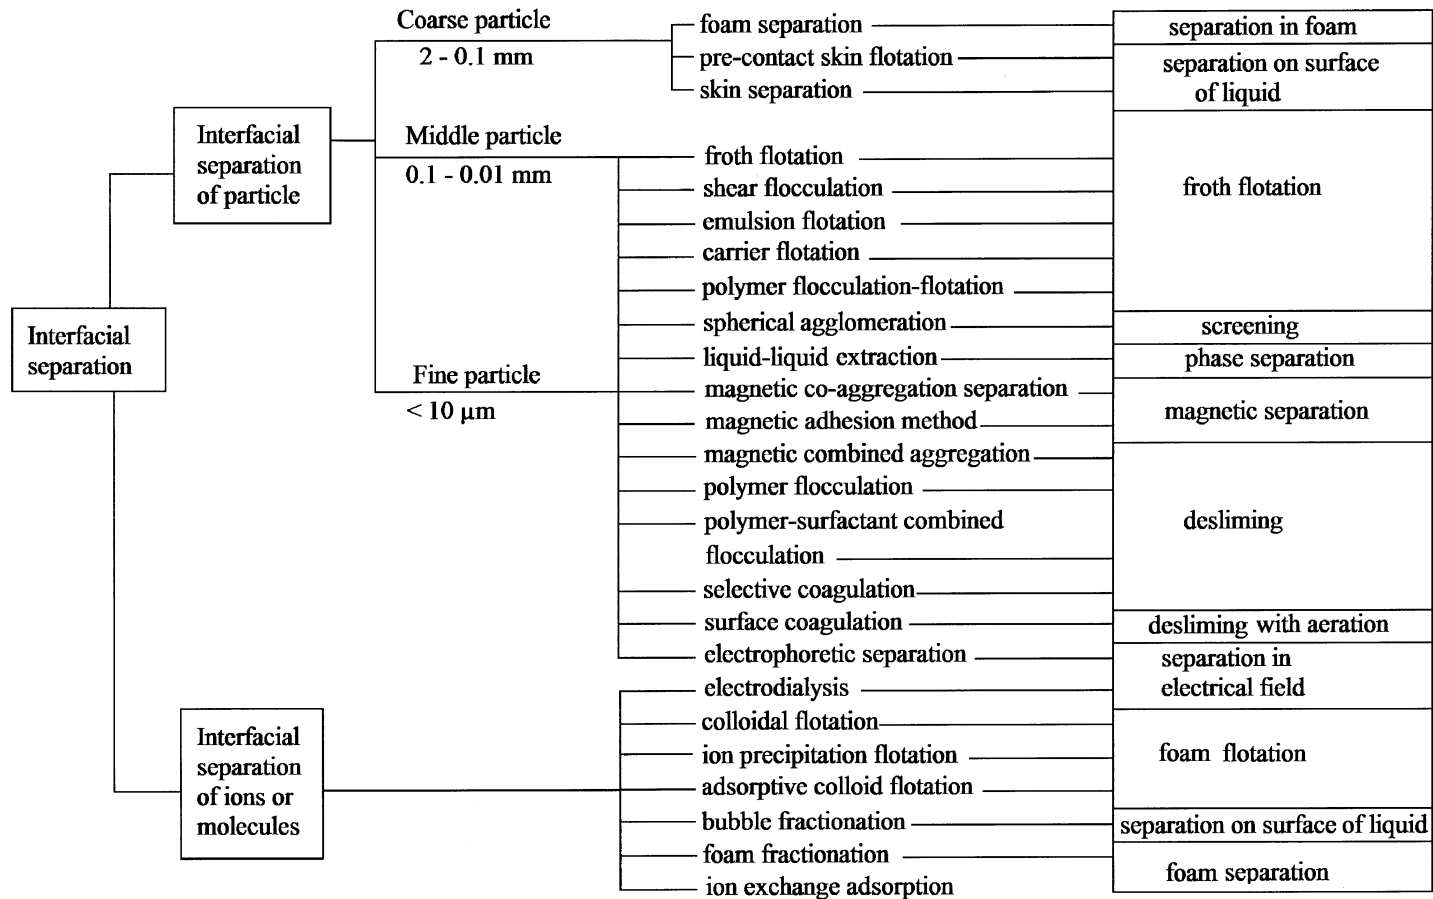 Coarse particle
2 - 0.1 mm
foam separation
separation in foam
pre-contact skin flotation
separation on surface
of liquid
skin separation
Interfacial
separation
of particle
Middle particle
0.1 - 0.01 mm
froth flotation
shear flocculation
froth flotation
emulsion flotation
carrier flotation
polymer flocculation-flotation
spherical agglomeration
screening
Interfacial
separation
liquid-liquid extraction
phase separation
Fine particle
< 10 μm
magnetic co-aggregation separation
magnetic separation
magnetic adhesion method
magnetic combined aggregation
polymer flocculation
polymer-surfactant combined
flocculation
desliming
selective coagulation
surface coagulation
desliming with aeration
electrophoretic separation
separation in
electrical field
electrodialysis
Interfacial
separation
of ions or
molecules
colloidal flotation
ion precipitation flotation
foam flotation
adsorptive colloid flotation
bubble fractionation
separation on surface of liquid
foam fractionation
foam separation
ion exchange adsorption